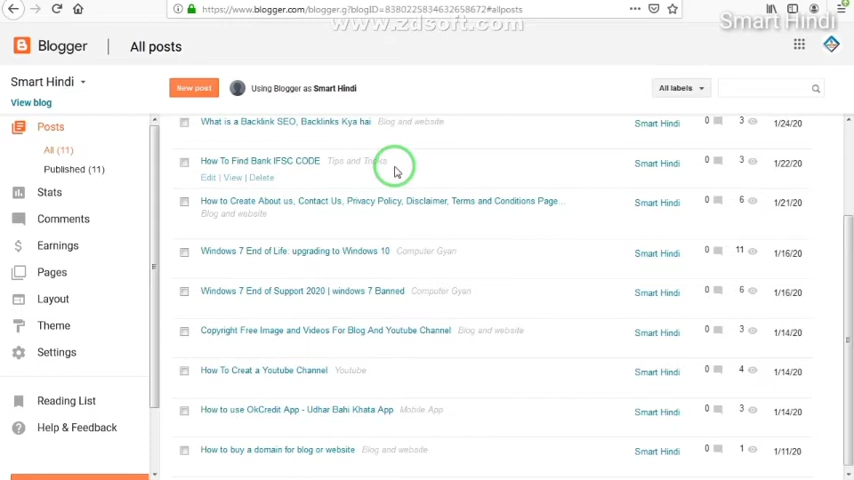 https://www.blogger.com/blogger.g?blogID=8380225834632658672#allposts
www.zdsoft.com
Smart Hindi
Blogger
All posts
Smart Hindi
View blog
New post
Using Blogger as Smart Hindi
All labels
Posts
All (11)
Published (11)
Stats
Comments
Earnings
Pages
Layout
Theme
Settings
Reading List
Help & Feedback
What is a Backlink SEO, Backlinks Kya hai Blog and website Smart Hindi 0 3 1/24/20
How To Find Bank IFSC CODE Tips and Tricks Smart Hindi 0 3 1/22/20
Edit | View | Delete
How to Create About us, Contact Us, Privacy Policy, Disclaimer, Terms and Conditions Page... Smart Hindi 0 6 1/21/20
Blog and website
Windows 7 End of Life: upgrading to Windows 10 Computer Gyan Smart Hindi 0 11 1/16/20
Windows 7 End of Support 2020 | windows 7 Banned Computer Gyan Smart Hindi 0 6 1/16/20
Copyright Free Image and Videos For Blog And Youtube Channel Blog and website Smart Hindi 0 3 1/14/20
How To Creat a Youtube Channel Youtube Smart Hindi 0 4 1/14/20
How to use OkCredit App - Udhar Bahi Khata App Mobile App Smart Hindi 0 3 1/14/20
How to buy a domain for blog or website Blog and website Smart Hindi 0 1 1/11/20